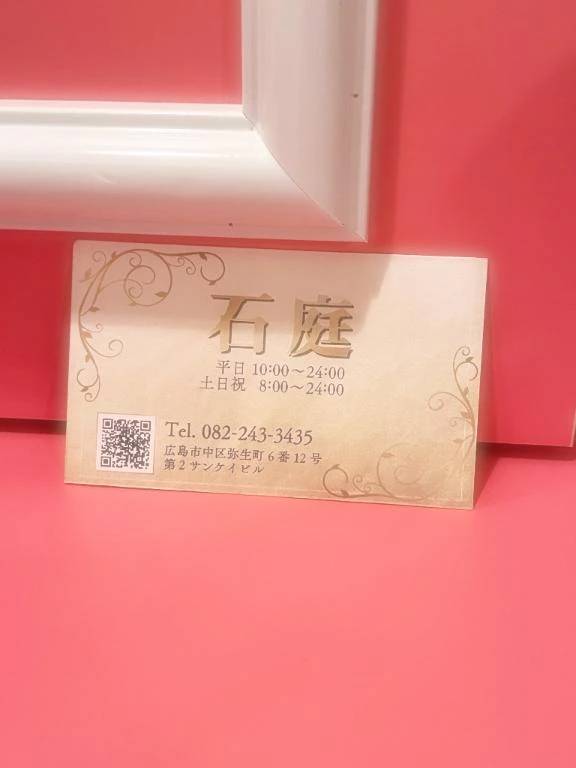 石庭
平日 10:00〜24:00
土日祝 8:00〜24:00
Tel. 082-243-3435
広島市中区弥生町6番12号
第2サンケイビル